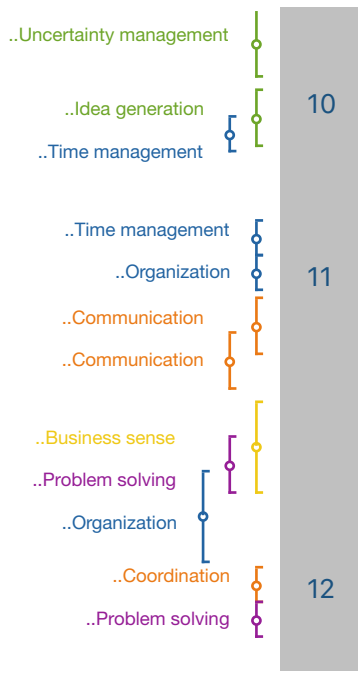 ..Uncertainty management
..Idea generation
10
..Time management
..Time management
..Organization
11
..Communication
..Communication
..Business sense
..Problem solving
..Organization
..Coordination
12
..Problem solving